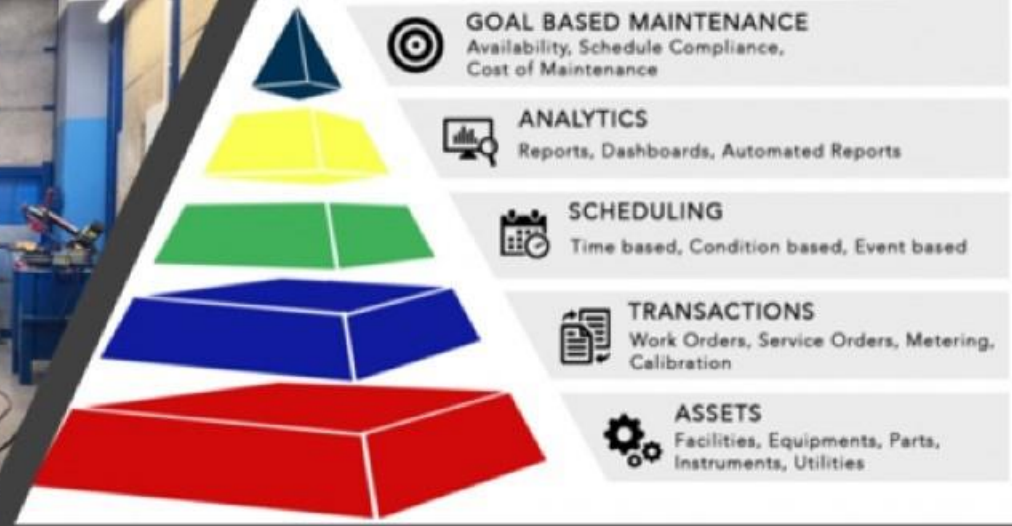 GOAL BASED MAINTENANCE
Availability, Schedule Compliance,
Cost of Maintenance
ANALYTICS
Reports, Dashboards, Automated Reports
SCHEDULING
Time based, Condition based, Event based
TRANSACTIONS
Work Orders, Service Orders, Metering,
Calibration
ASSETS
Facilities, Equipments, Parts,
Instruments, Utilities